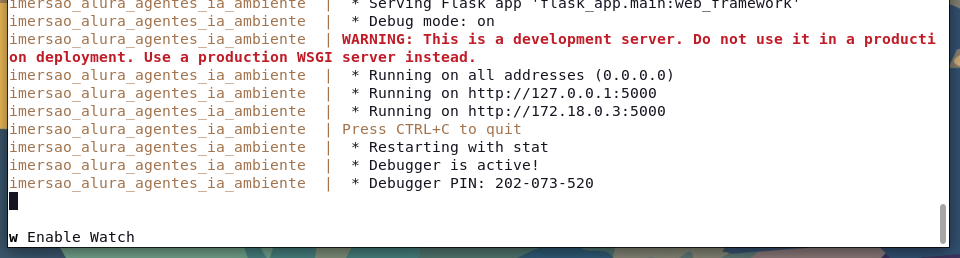 imersao_alura_agentes_ia_ambiente  |  * Serving Flask app 'flask_app.main:web_framework'
imersao_alura_agentes_ia_ambiente  |  * Debug mode: on
imersao_alura_agentes_ia_ambiente  | WARNING: This is a development server. Do not use it in a producti
on deployment. Use a production WSGI server instead.
imersao_alura_agentes_ia_ambiente  |  * Running on all addresses (0.0.0.0)
imersao_alura_agentes_ia_ambiente  |  * Running on http://127.0.0.1:5000
imersao_alura_agentes_ia_ambiente  |  * Running on http://172.18.0.3:5000
imersao_alura_agentes_ia_ambiente  | Press CTRL+C to quit
imersao_alura_agentes_ia_ambiente  |  * Restarting with stat
imersao_alura_agentes_ia_ambiente  |  * Debugger is active!
imersao_alura_agentes_ia_ambiente  |  * Debugger PIN: 202-073-520
w Enable Watch